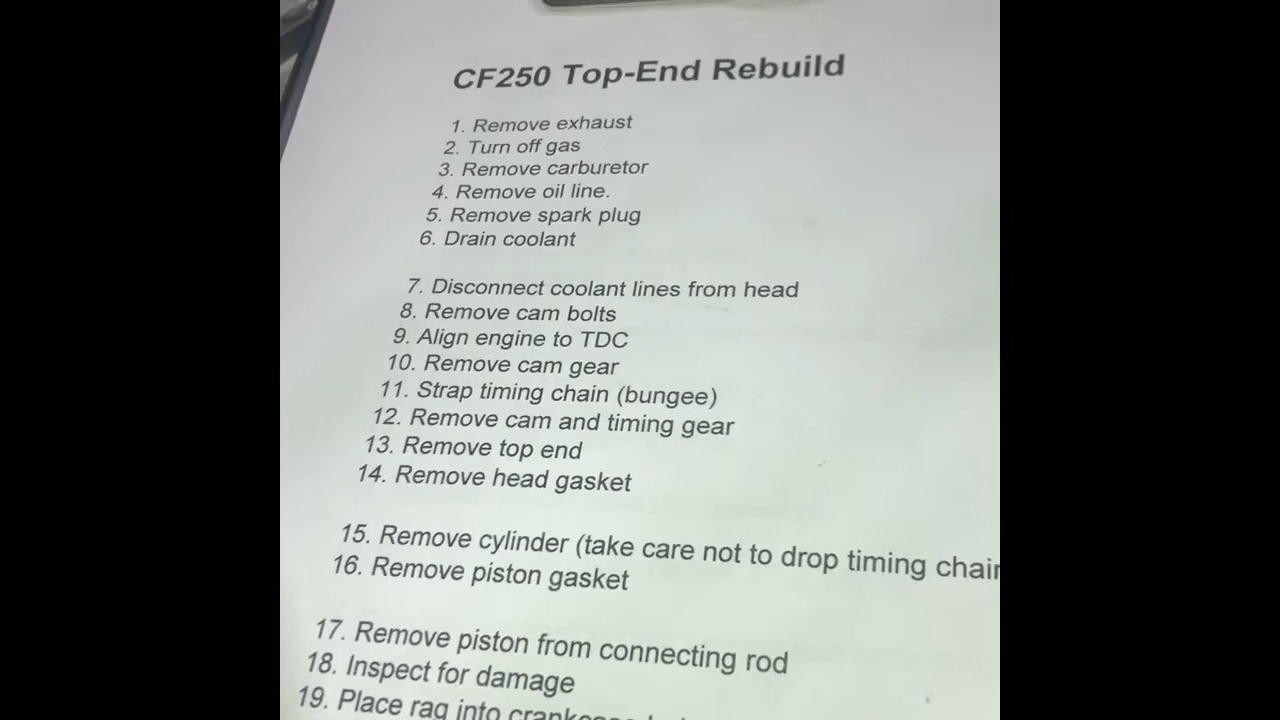 CF250 Top-End Rebuild
1. Remove exhaust
2. Turn off gas
3. Remove carburetor
4. Remove oil line.
5. Remove spark plug
6. Drain coolant
7. Disconnect coolant lines from head
8. Remove cam bolts
9. Align engine to TDC
10. Remove cam gear
11. Strap timing chain (bungee)
12. Remove cam and timing gear
13. Remove top end
14. Remove head gasket
15. Remove cylinder (take care not to drop timing chain
16. Remove piston gasket
17. Remove piston from connecting rod
18. Inspect for damage
19. Place rag into